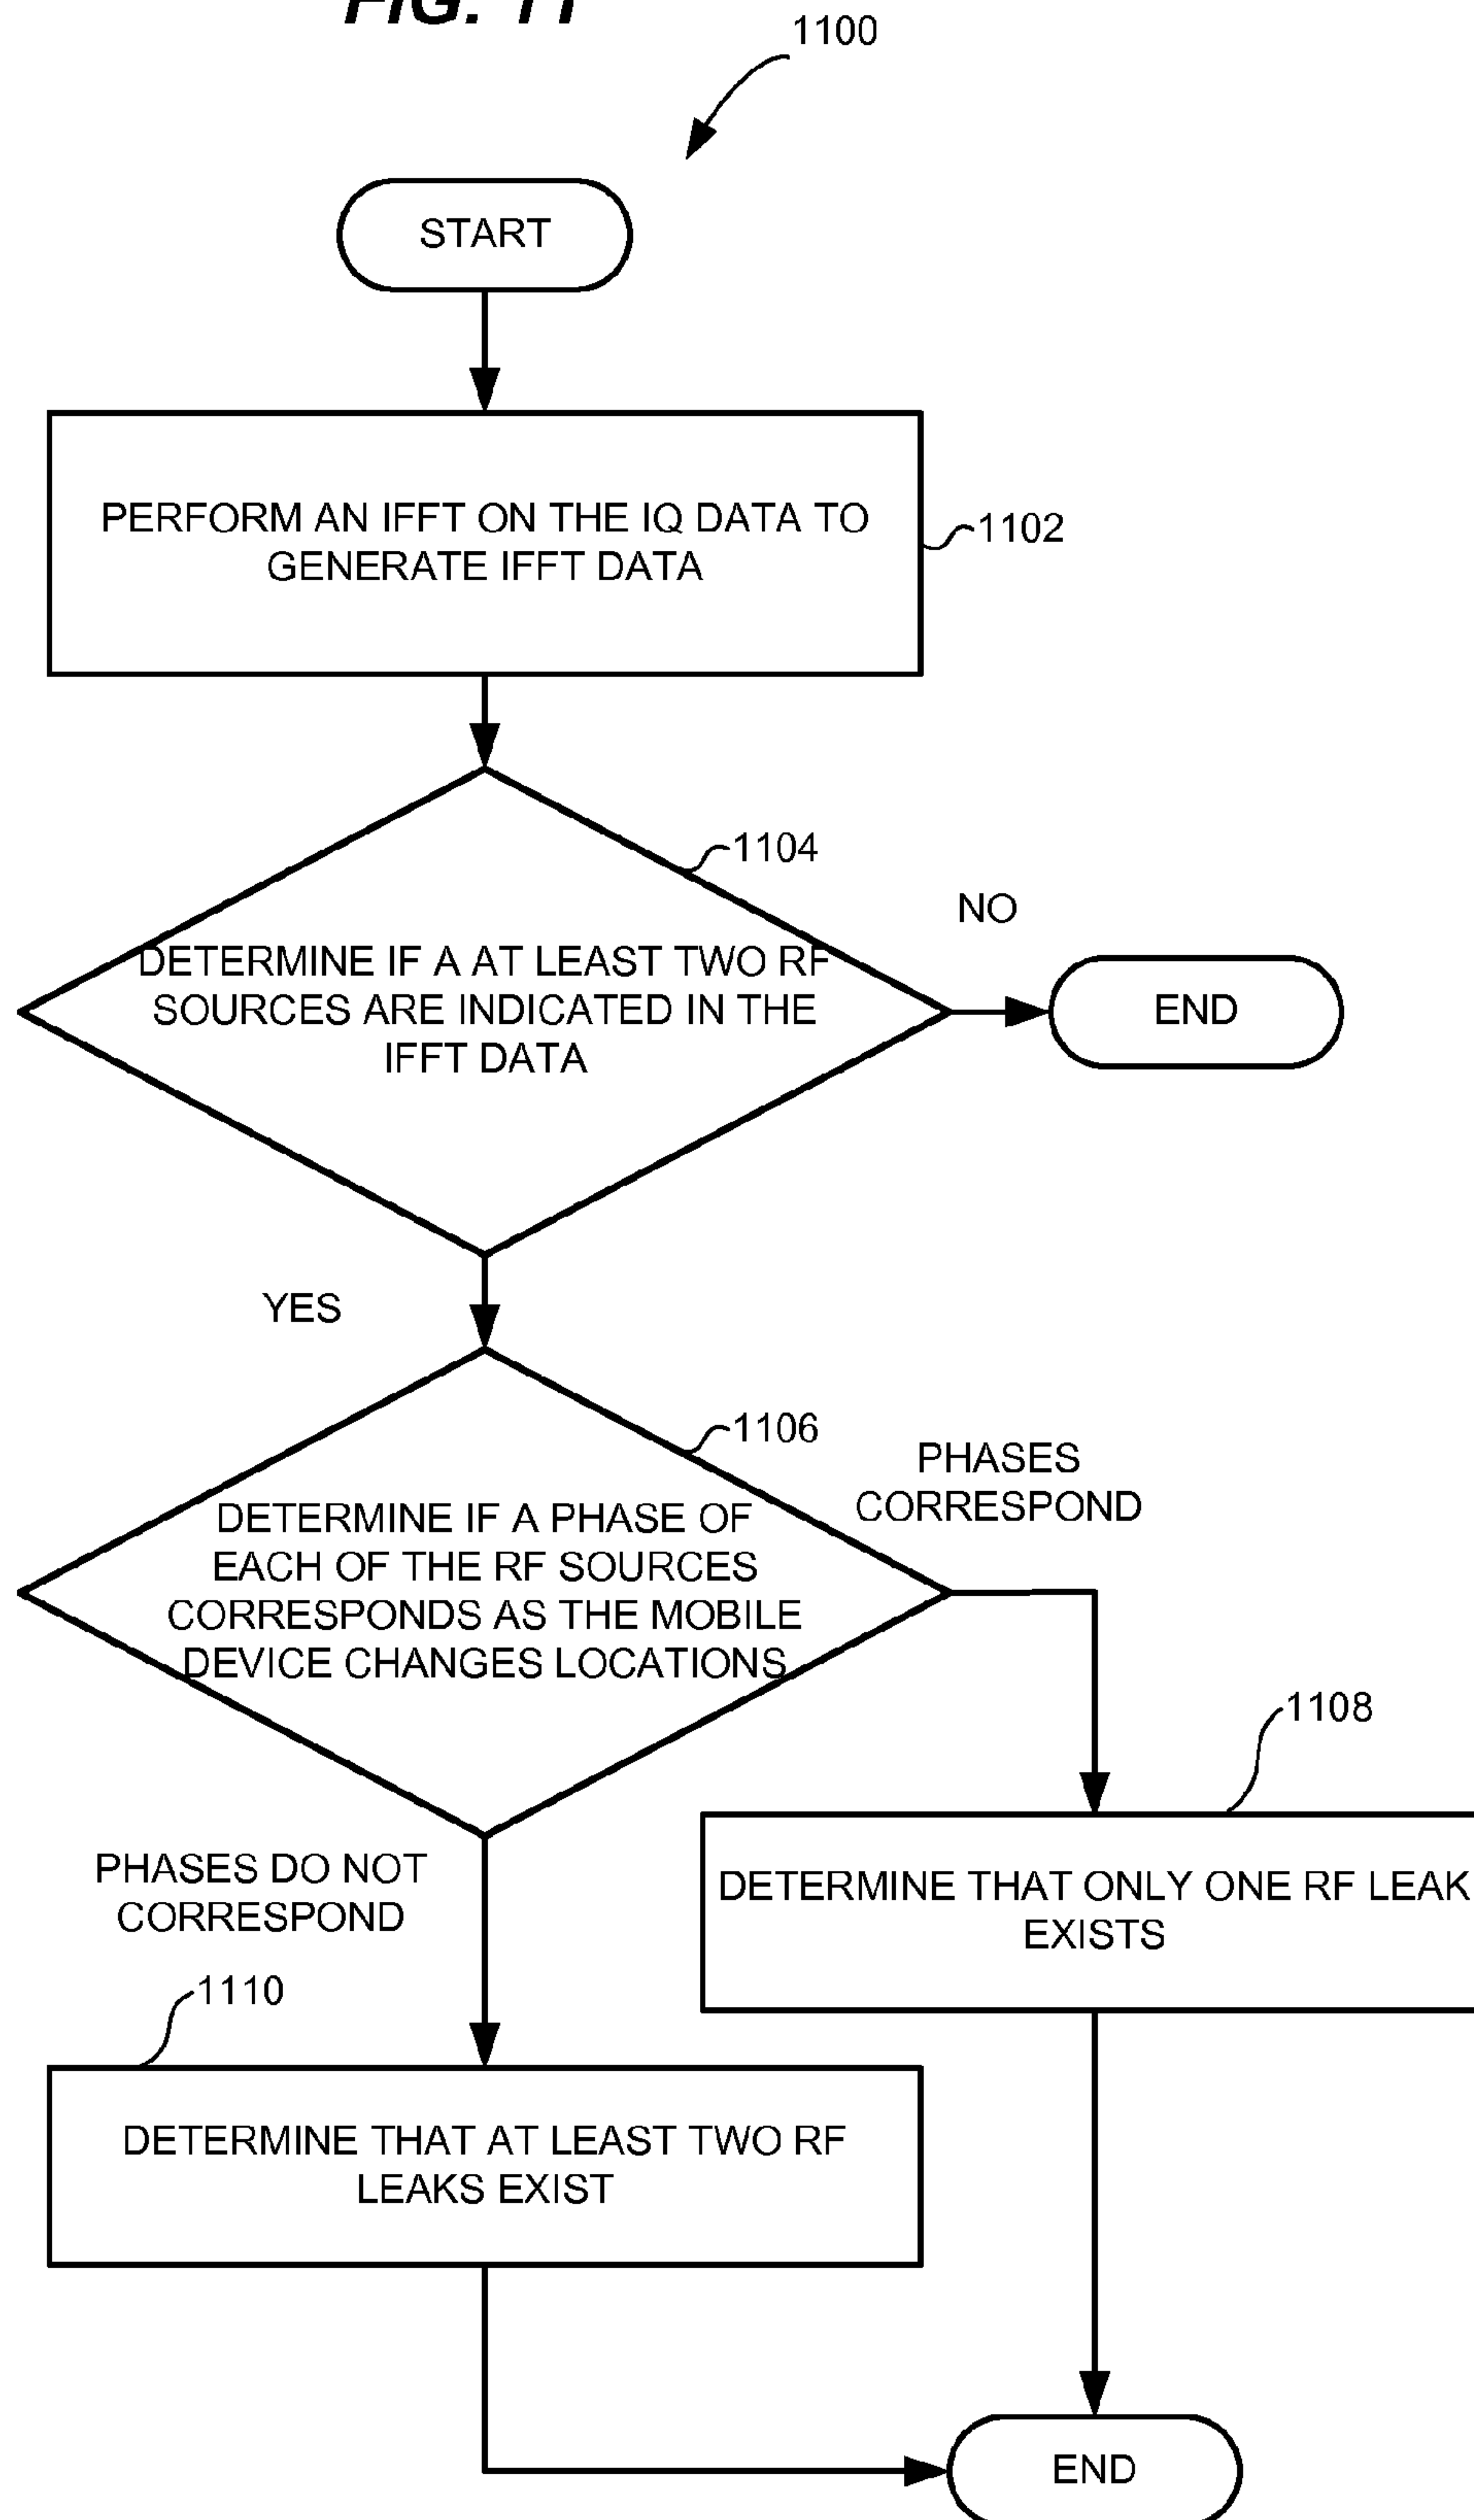 FIG. 11
1100
START
PERFORM AN IFFT ON THE IQ DATA TO
GENERATE IFFT DATA
1102
1104
DETERMINE IF A AT LEAST TWO RF
SOURCES ARE INDICATED IN THE
IFFT DATA
NO
END
YES
1106
DETERMINE IF A PHASE OF
EACH OF THE RF SOURCES
CORRESPONDS AS THE MOBILE
DEVICE CHANGES LOCATIONS
PHASES
CORRESPOND
1108
DETERMINE THAT ONLY ONE RF LEAK
EXISTS
PHASES DO NOT
CORRESPOND
1110
DETERMINE THAT AT LEAST TWO RF
LEAKS EXIST
END